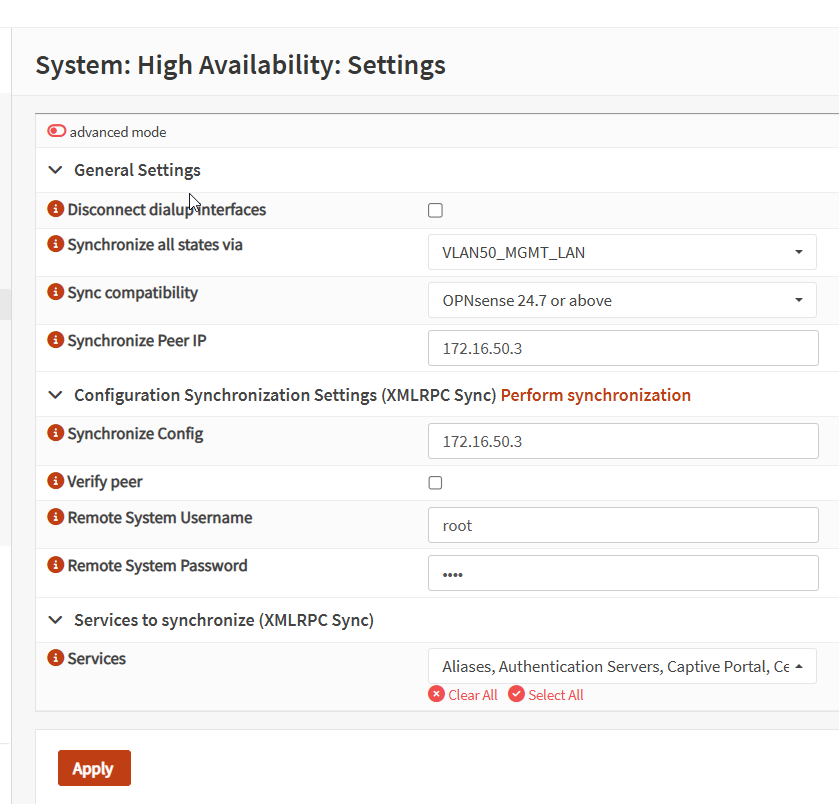 System: High Availability: Settings
advanced mode
General Settings
Disconnect dialup interfaces
Synchronize all states via VLAN50_MGMT_LAN
Sync compatibility OPNsense 24.7 or above
Synchronize Peer IP 172.16.50.3
Configuration Synchronization Settings (XMLRPC Sync) Perform synchronization
Synchronize Config 172.16.50.3
Verify peer
Remote System Username root
Remote System Password ••••
Services to synchronize (XMLRPC Sync)
Services Aliases, Authentication Servers, Captive Portal, Ce
Clear All Select All
Apply